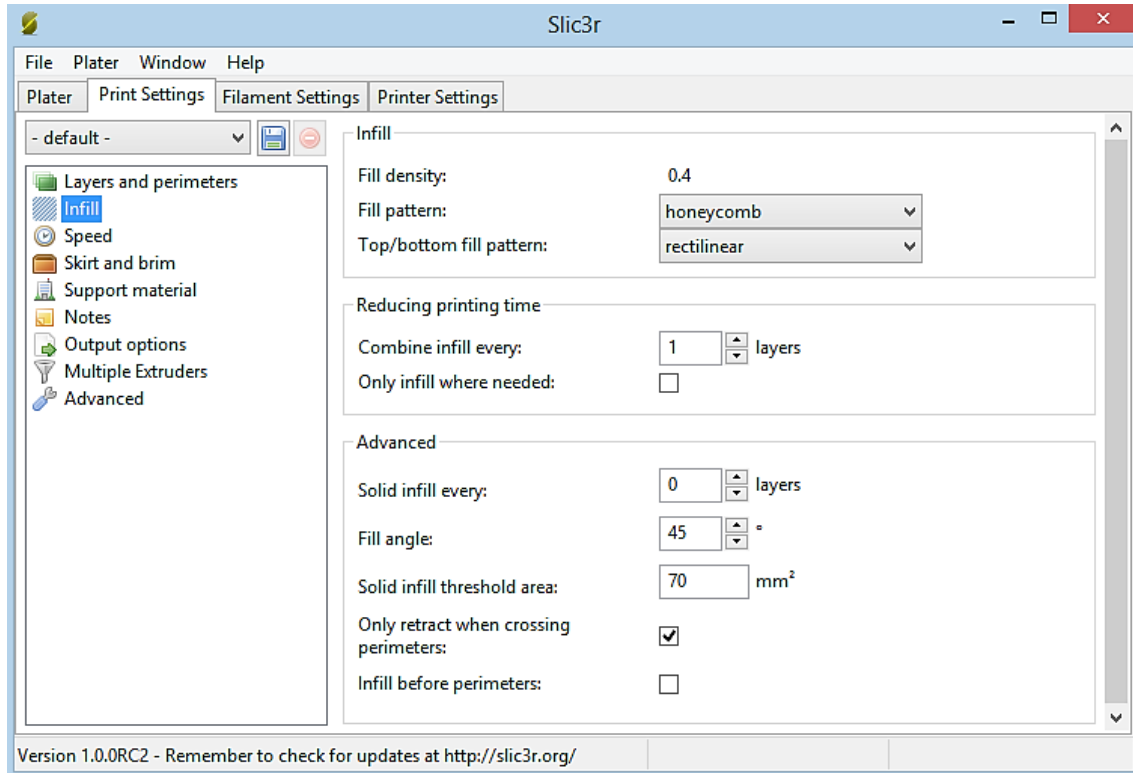 Slic3r
File Plater Window Help
Plater Print Settings Filament Settings Printer Settings
- default -
Layers and perimeters
Infill
Speed
Skirt and brim
Support material
Notes
Output options
Multiple Extruders
Advanced
Infill
Fill density: 0.4
Fill pattern: honeycomb
Top/bottom fill pattern: rectilinear
Reducing printing time
Combine infill every: 1 layers
Only infill where needed:
Advanced
Solid infill every: 0 layers
Fill angle: 45 °
Solid infill threshold area: 70 mm²
Only retract when crossing
perimeters:
Infill before perimeters:
Version 1.0.0RC2 - Remember to check for updates at http://slic3r.org/